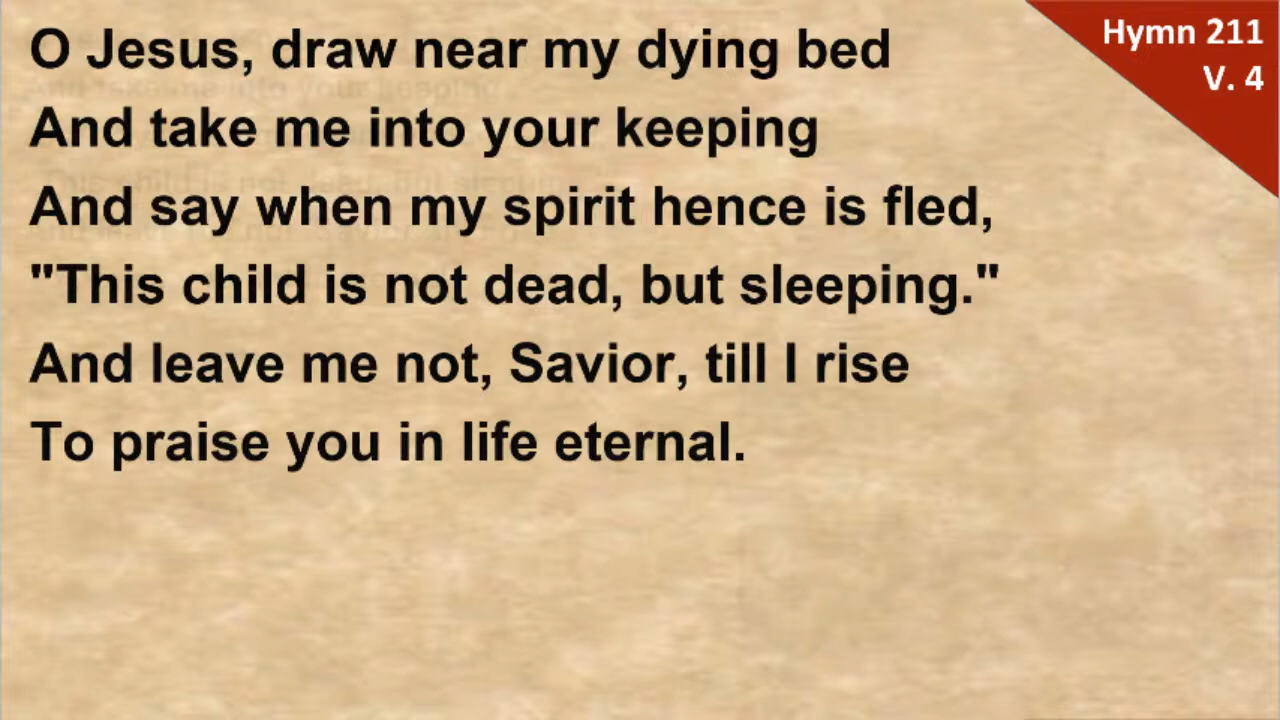 O Jesus, draw near my dying bed
And take me into your keeping
And say when my spirit hence is fled,
"This child is not dead, but sleeping."
And leave me not, Savior, till I rise
To praise you in life eternal.
Hymn 211
V. 4